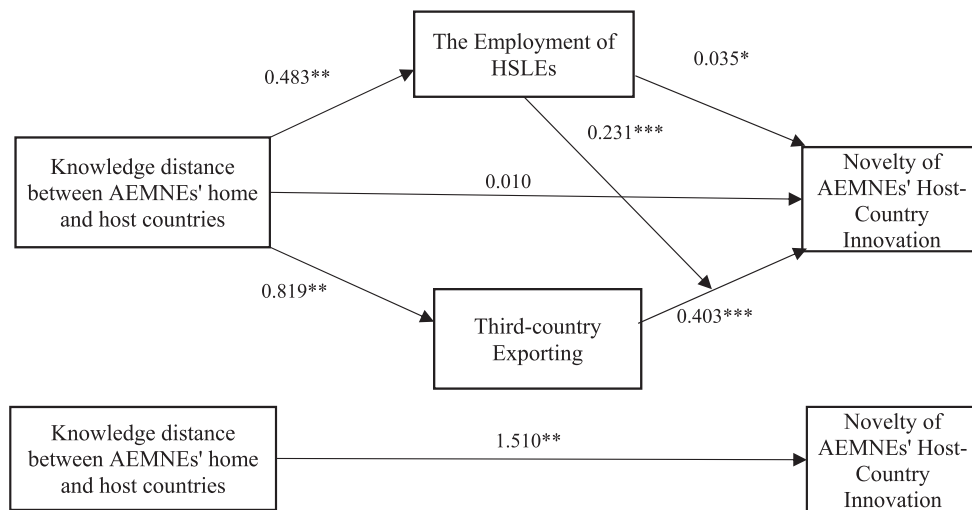 The Employment of
HSLEs
0.035*
0.483**
0.231***
Knowledge distance
between AEMNEs' home
and host countries
0.010
Novelty of
AEMNEs' Host-
Country
Innovation
0.819**
Third-country
Exporting
0.403***
Knowledge distance
between AEMNEs' home
and host countries
1.510**
Novelty of
AEMNEs' Host-
Country
Innovation